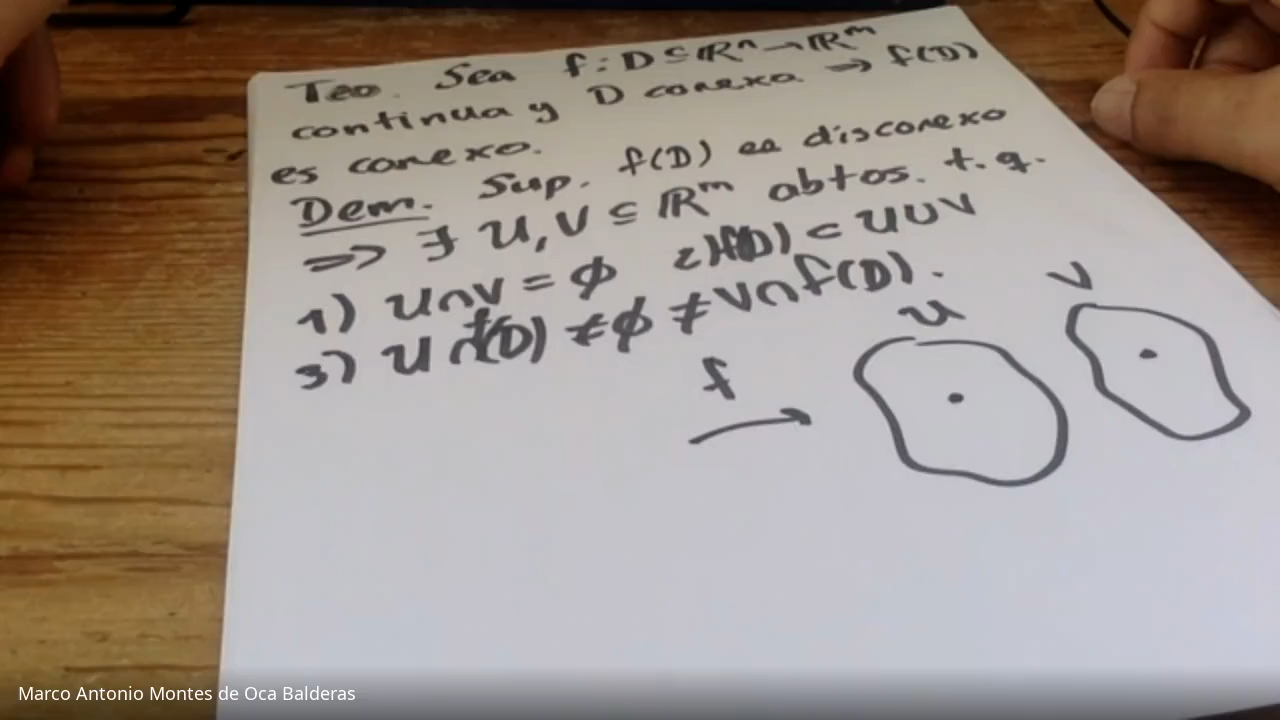 Teo. Sea f: D ⊆ ℝⁿ → ℝᵐ
continua y D conexa ⇒ f(D)
es conexo.
Dem. Sup. f(D) es disconexo
⇒ ∃ U, V ⊆ ℝᵐ abtos. t.q.
1) U∩V = ∅ 2) f(D) ⊂ U∪V
3) U∩f(D) ≠ ∅ ≠ V∩f(D).
f
→
U
V
Marco Antonio Montes de Oca Balderas